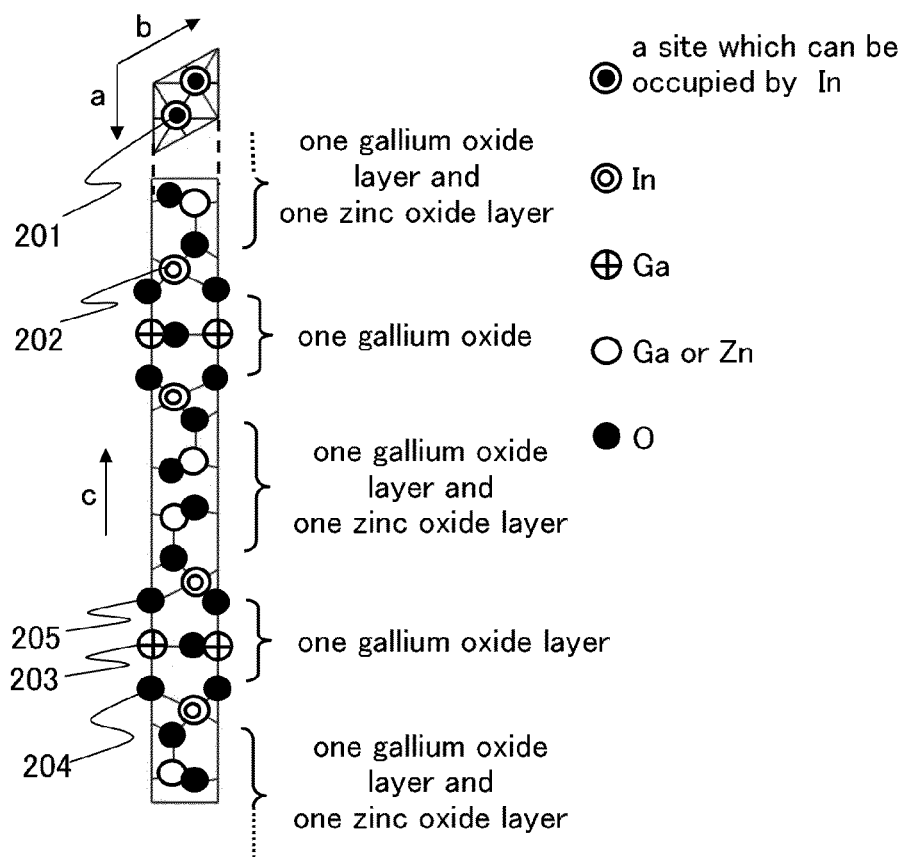 b
a
a site which can be
occupied by In
one gallium oxide
layer and
one zinc oxide layer
In
201
Ga
202
one gallium oxide
Ga or Zn
O
one gallium oxide
layer and
one zinc oxide layer
c
205
one gallium oxide layer
203
204
one gallium oxide
layer and
one zinc oxide layer